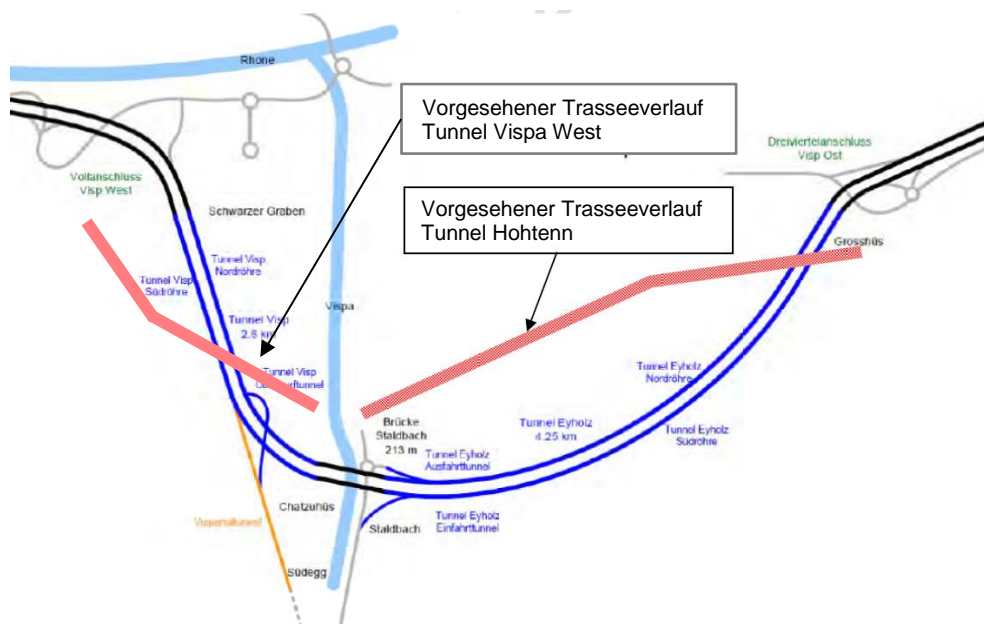 Rhone
Vorgesehener Trasseeverlauf
Tunnel Vispa West
Dreiviertelanschluss
Visp Ost
Vollanschluss
Visp West
Schwarzer Graben
Vorgesehener Trasseeverlauf
Tunnel Hohtenn
Grosshüs
Tunnel Visp
Nordröhre
Tunnel Visp
Südröhre
Vispa
Tunnel Visp
2.6 km
Tunnel Visp
Tunnel Eyholz
Nordröhre
Brücke
Staldbach
213 m
Tunnel Eyholz
4.25 km
Tunnel Eyholz
Südröhre
Tunnel Eyholz
Ausfahrttunnel
Chatzuhüs
Vispertaltunnel
Staldbach
Tunnel Eyholz
Einfahrttunnel
Südegg